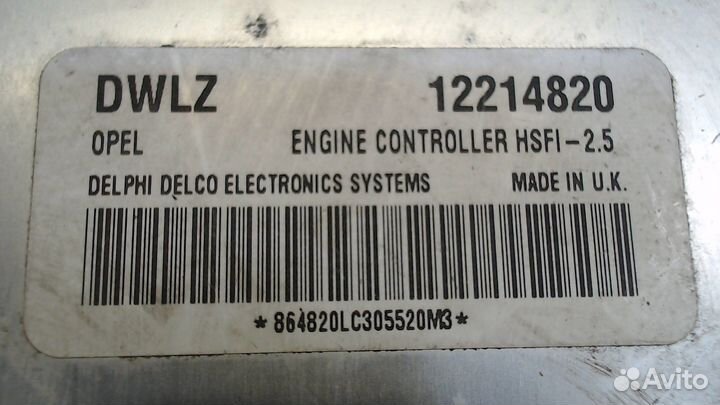 DWLZ 12214820
OPEL ENGINE CONTROLLER HSFI-2.5
DELPHI DELCO ELECTRONICS SYSTEMS MADE IN U.K.
*864820LC305520M3*
Avito